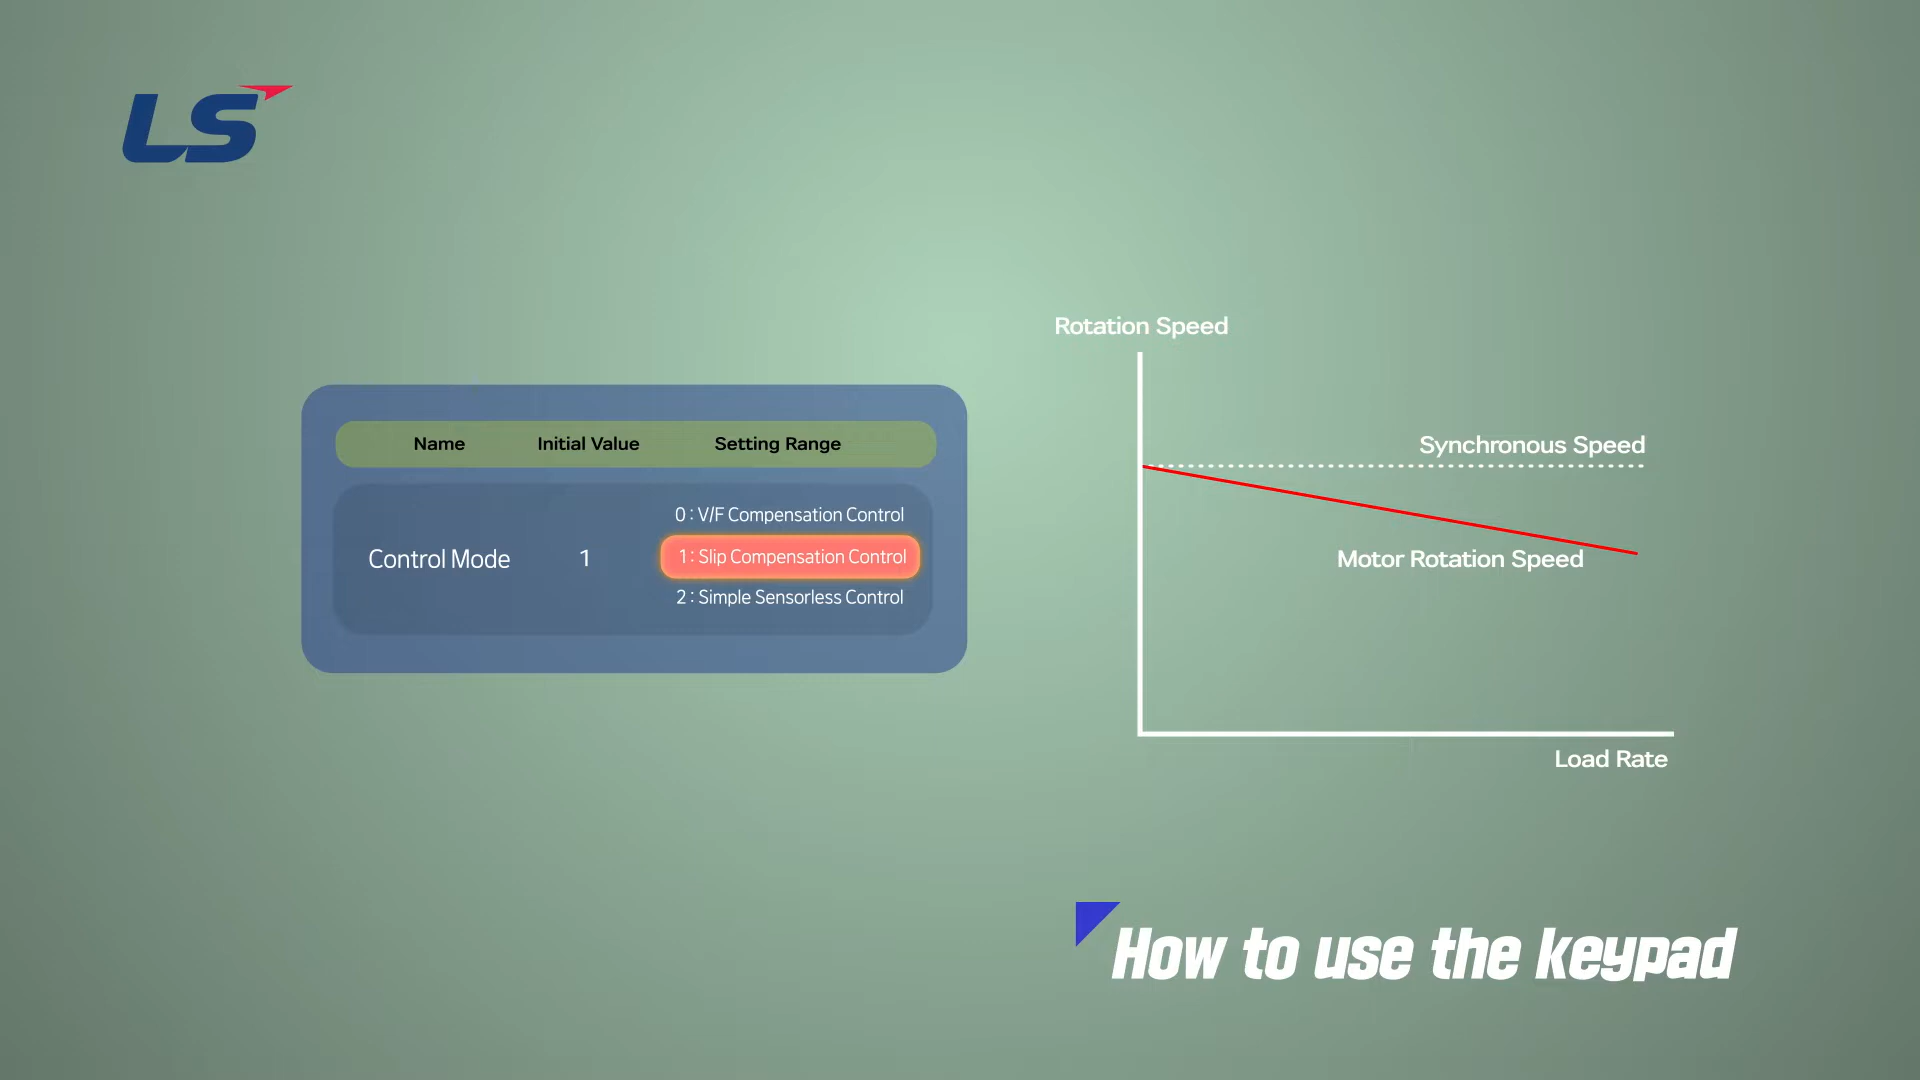 LS
Name Initial Value Setting Range
Control Mode 1
0 : V/F Compensation Control
1 : Slip Compensation Control
2 : Simple Sensorless Control
Rotation Speed
Synchronous Speed
Motor Rotation Speed
Load Rate
How to use the keypad